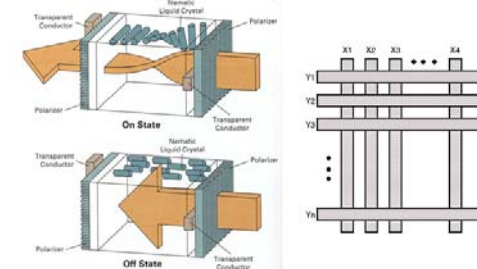 Nematic
Liquid Crystal
Transparent
Conductor
Polarizer
Polarizer
Transparent
Conductor
On State
Nematic
Liquid Crystal
Transparent
Conductor
Polarizer
Polarizer
Transparent
Conductor
Off State
X1 X2 X3 X4
Y1
Y2
Y3
Yn